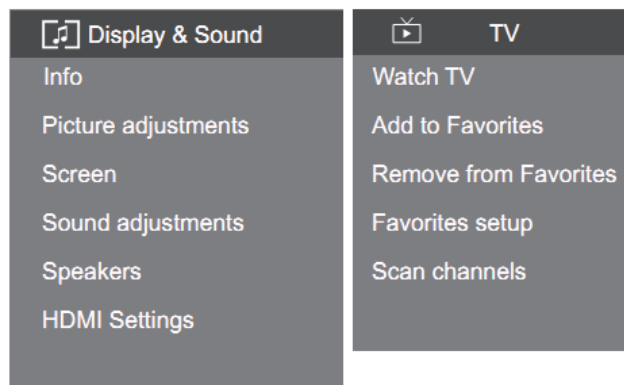 Display & Sound
Info
Picture adjustments
Screen
Sound adjustments
Speakers
HDMI Settings
TV
Watch TV
Add to Favorites
Remove from Favorites
Favorites setup
Scan channels